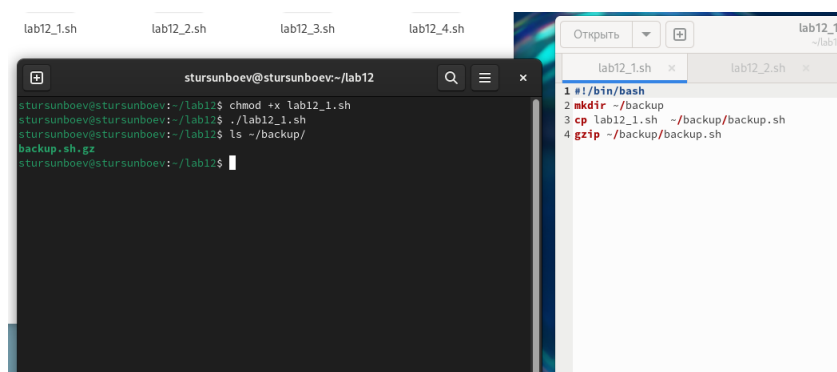 lab12_1.sh lab12_2.sh lab12_3.sh lab12_4.sh
stursunboev@stursunboev:~/lab12
stursunboev@stursunboev:~/lab12$ chmod +x lab12_1.sh
stursunboev@stursunboev:~/lab12$ ./lab12_1.sh
stursunboev@stursunboev:~/lab12$ ls ~/backup/
backup.sh.gz
stursunboev@stursunboev:~/lab12$
Открыть lab12_1
~/lab1
lab12_1.sh × lab12_2.sh ×
1 #!/bin/bash
2 mkdir ~/backup
3 cp lab12_1.sh  ~/backup/backup.sh
4 gzip ~/backup/backup.sh